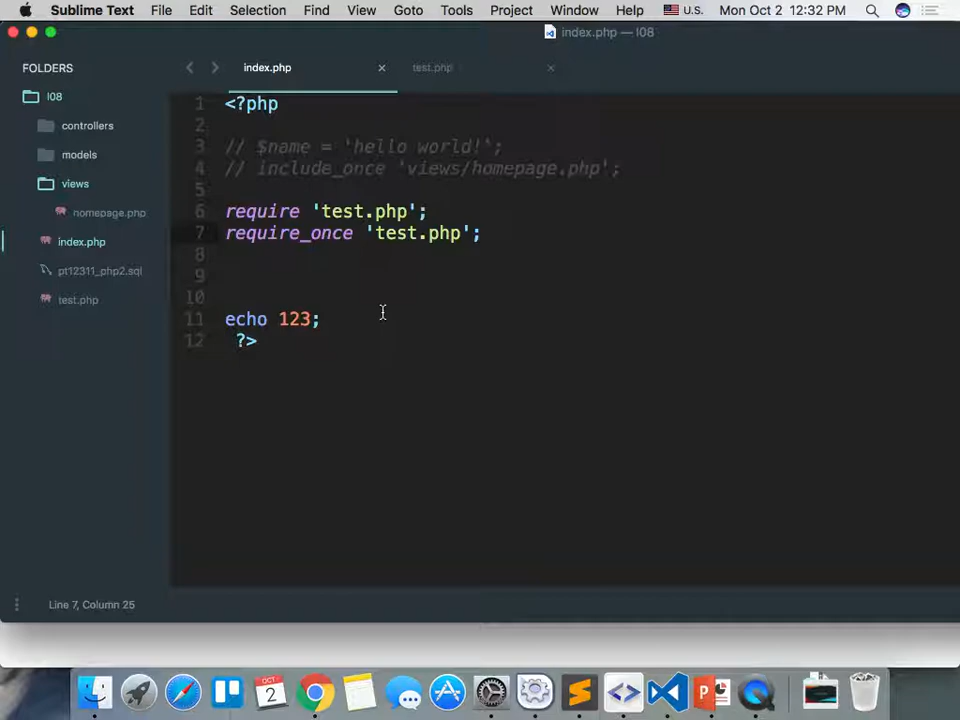 Sublime Text File Edit Selection Find View Goto Tools Project Window Help U.S. Mon Oct 2 12:32 PM
index.php — l08
FOLDERS
l08
controllers
models
views
homepage.php
index.php
pt12311_php2.sql
test.php
index.php
test.php
1 <?php
2
3 // $name = 'hello world!';
4 // include_once 'views/homepage.php';
5
6 require 'test.php';
7 require_once 'test.php';
8
9
10
11 echo 123;
12 ?>
Line 7, Column 25
OCT
2